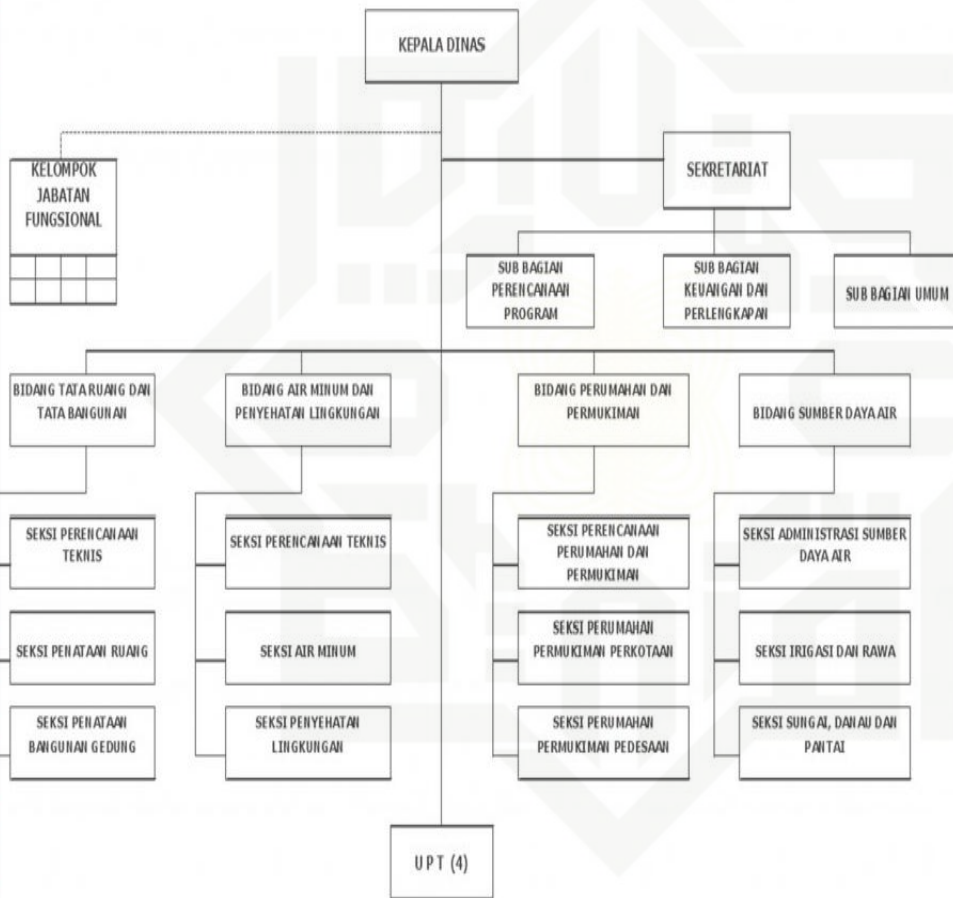 KEPALA DINAS
KELOMPOK
JABATAN
FUNGSIONAL
SEKRETARIAT
SUB BAGIAN
PERENCANAAN
PROGRAM
SUB BAGIAN
KEUANGAN DAN
PERLENGKAPAN
SUB BAGIAN UMUM
BIDANG TATA RUANG DAN
TATA BANGUNAN
BIDANG AIR MINUM DAN
PENYEHATAN LINGKUNGAN
BIDANG PERUMAHAN DAN
PERMUKIMAN
BIDANG SUMBER DAYA AIR
SEKSI PERENCANAAN
TEKNIS
SEKSI PERENCANAAN TEKNIS
SEKSI PERENCANAAN
PERUMAHAN DAN
PERMUKIMAN
SEKSI ADMINISTRASI SUMBER
DAYA AIR
SEKSI PENATAAN RUANG
SEKSI AIR MINUM
SEKSI PERUMAHAN
PERMUKIMAN PERKOTAAN
SEKSI IRIGASI DAN RAWA
SEKSI PENATAAN
BANGUNAN GEDUNG
SEKSI PENYEHATAN
LINGKUNGAN
SEKSI PERUMAHAN
PERMUKIMAN PEDESAAN
SEKSI SUNGAI, DANAU DAN
PANTAI
UPT (4)